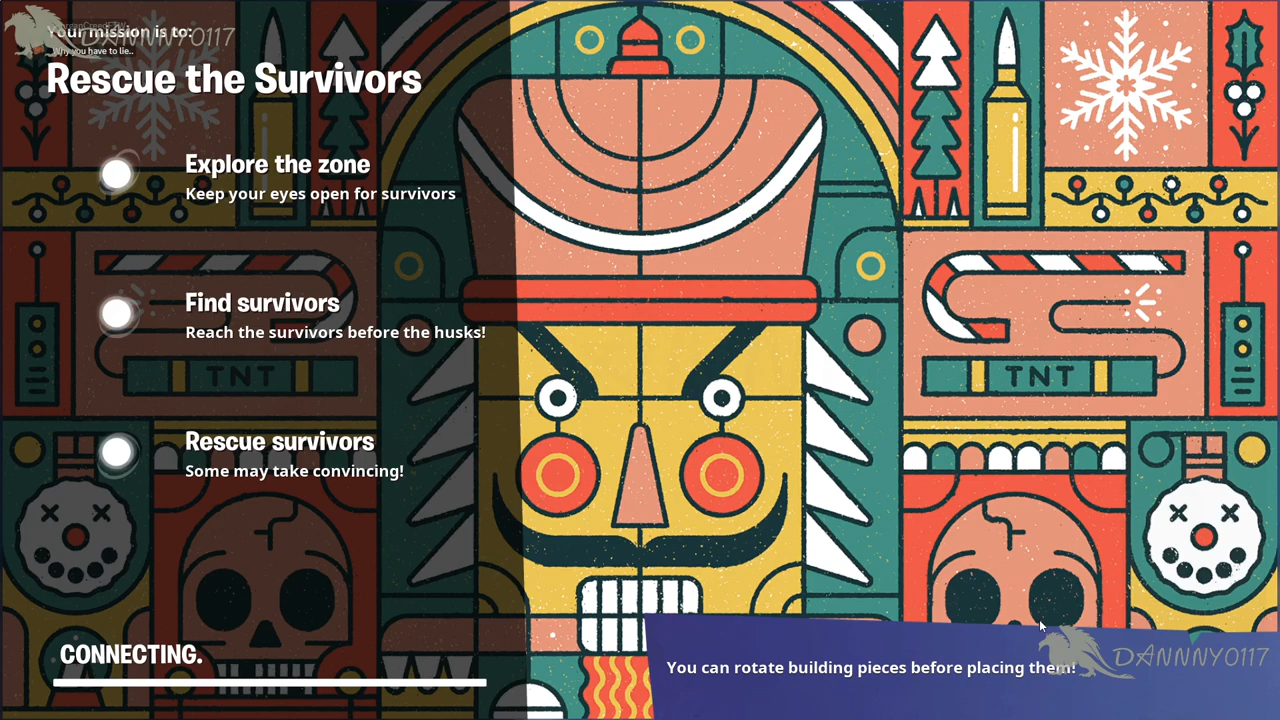 Your mission is to:
DANNNY0117
Why you have to lie..
Rescue the Survivors
Explore the zone
Keep your eyes open for survivors
Find survivors
Reach the survivors before the husks!
TNT
TNT
Rescue survivors
Some may take convincing!
CONNECTING.
You can rotate building pieces before placing them!
DANNNY0117